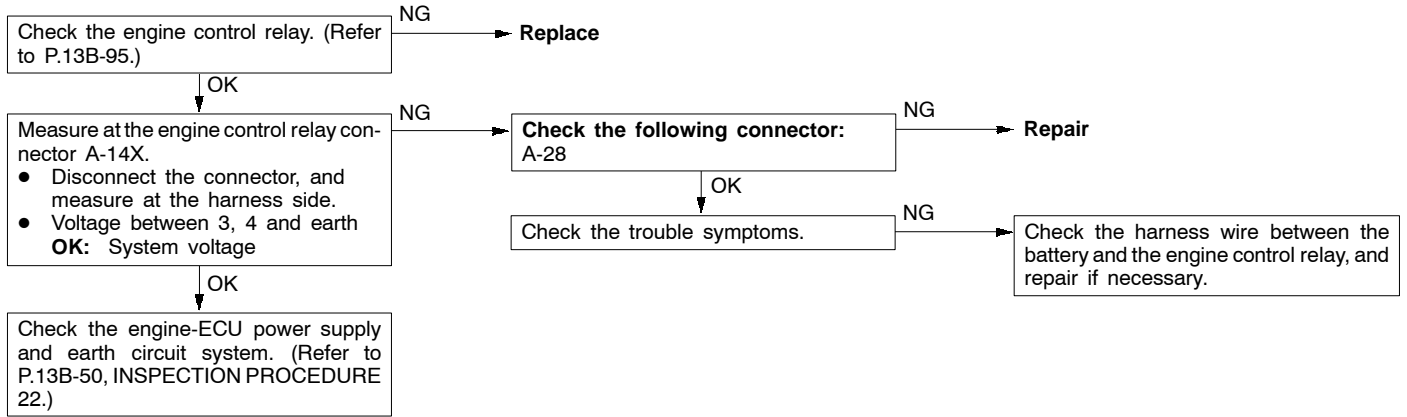 Check the engine control relay. (Refer
to P.13B-95.)
NG
Replace
OK
Measure at the engine control relay con-
nector A-14X.
● Disconnect the connector, and
measure at the harness side.
● Voltage between 3, 4 and earth
OK: System voltage
NG
Check the following connector:
A-28
NG
Repair
OK
Check the trouble symptoms.
NG
Check the harness wire between the
battery and the engine control relay, and
repair if necessary.
OK
Check the engine-ECU power supply
and earth circuit system. (Refer to
P.13B-50, INSPECTION PROCEDURE
22.)